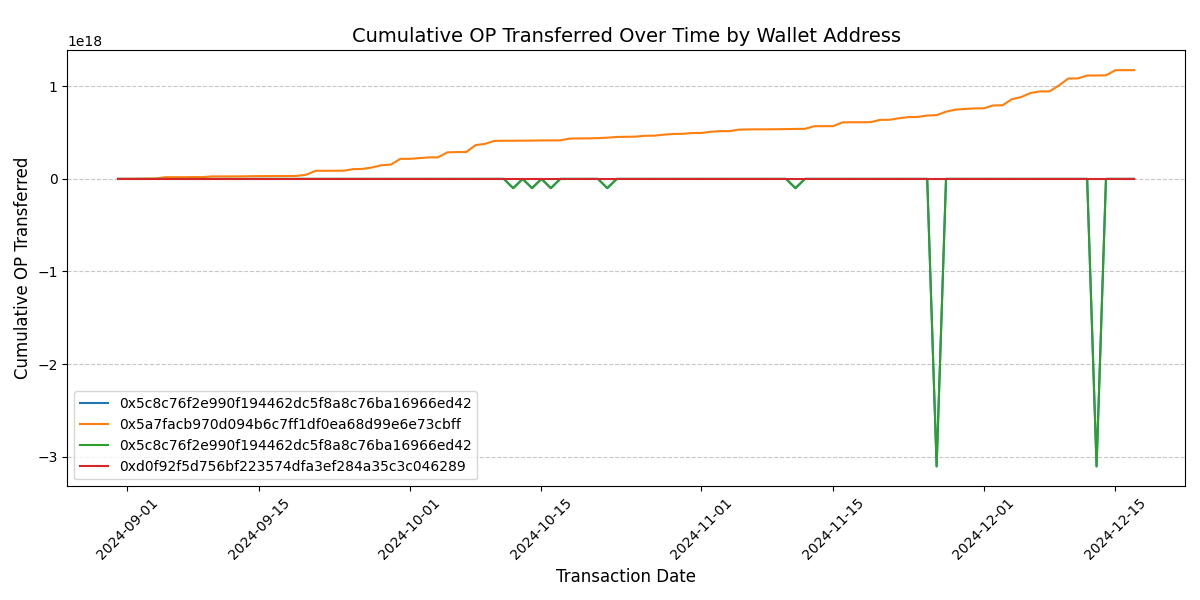 Cumulative OP Transferred Over Time by Wallet Address
1e18
1
0
−1
−2
−3
Cumulative OP Transferred
0x5c8c76f2e990f194462dc5f8a8c76ba16966ed42
0x5a7facb970d094b6c7ff1df0ea68d99e6e73cbff
0x5c8c76f2e990f194462dc5f8a8c76ba16966ed42
0xd0f92f5d756bf223574dfa3ef284a35c3c046289
2024-09-01
2024-09-15
2024-10-01
2024-10-15
2024-11-01
2024-11-15
2024-12-01
2024-12-15
Transaction Date